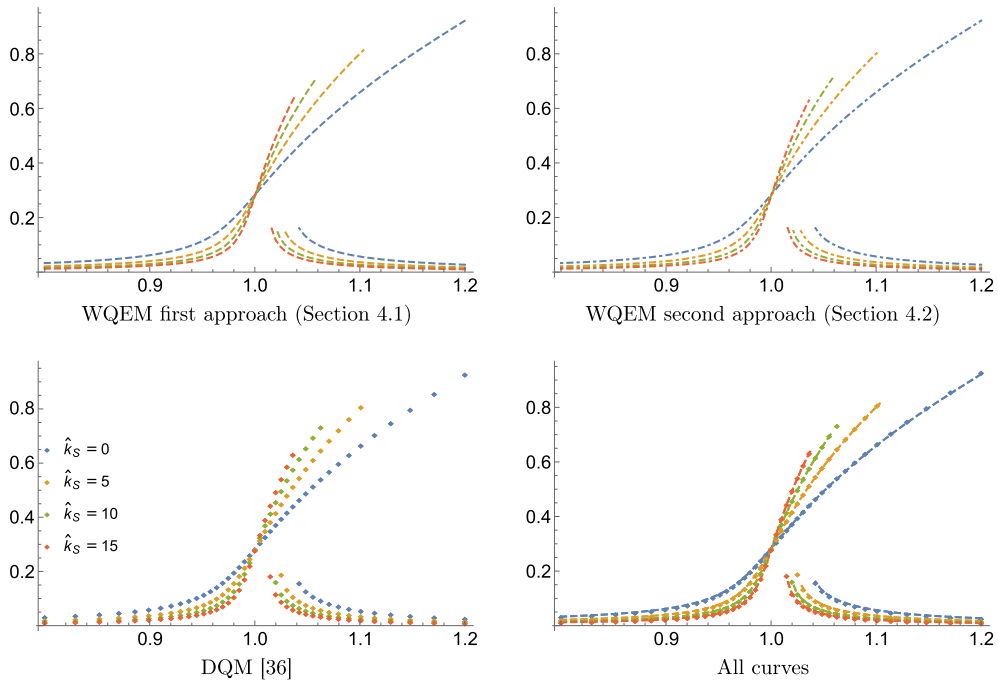 0.8
0.6
0.4
0.2
0.9 1.0 1.1 1.2
WQEM first approach (Section 4.1)
0.8
0.6
0.4
0.2
0.9 1.0 1.1 1.2
WQEM second approach (Section 4.2)
0.8
0.6
0.4
0.2
k̂_S = 0
k̂_S = 5
k̂_S = 10
k̂_S = 15
0.9 1.0 1.1 1.2
DQM [36]
0.8
0.6
0.4
0.2
0.9 1.0 1.1 1.2
All curves